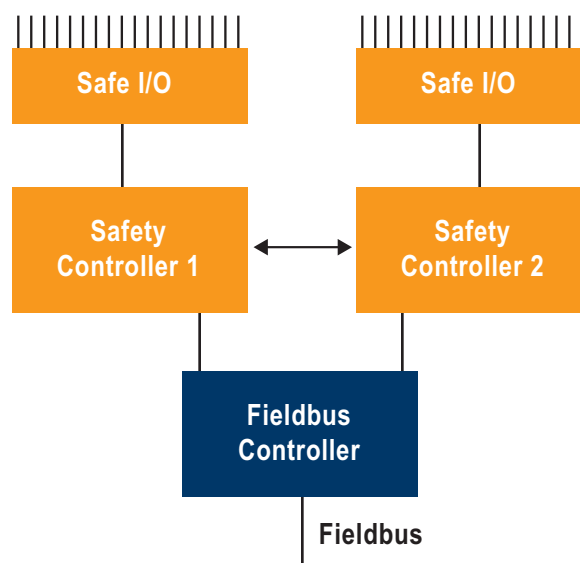 Safe I/O
Safe I/O
Safety
Controller 1
Safety
Controller 2
Fieldbus
Controller
Fieldbus